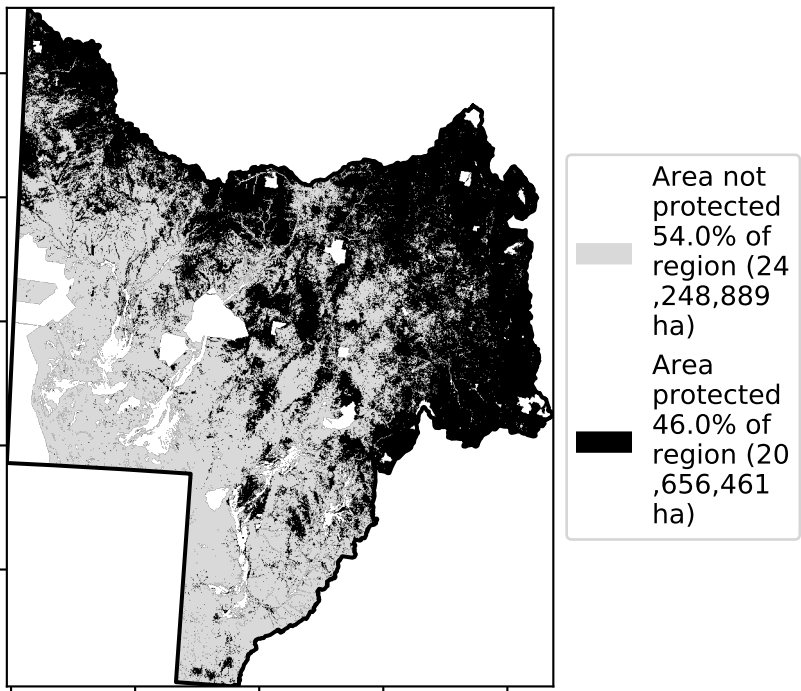 Area not
protected
54.0% of
region (24
,248,889
ha)
Area
protected
46.0% of
region (20
,656,461
ha)